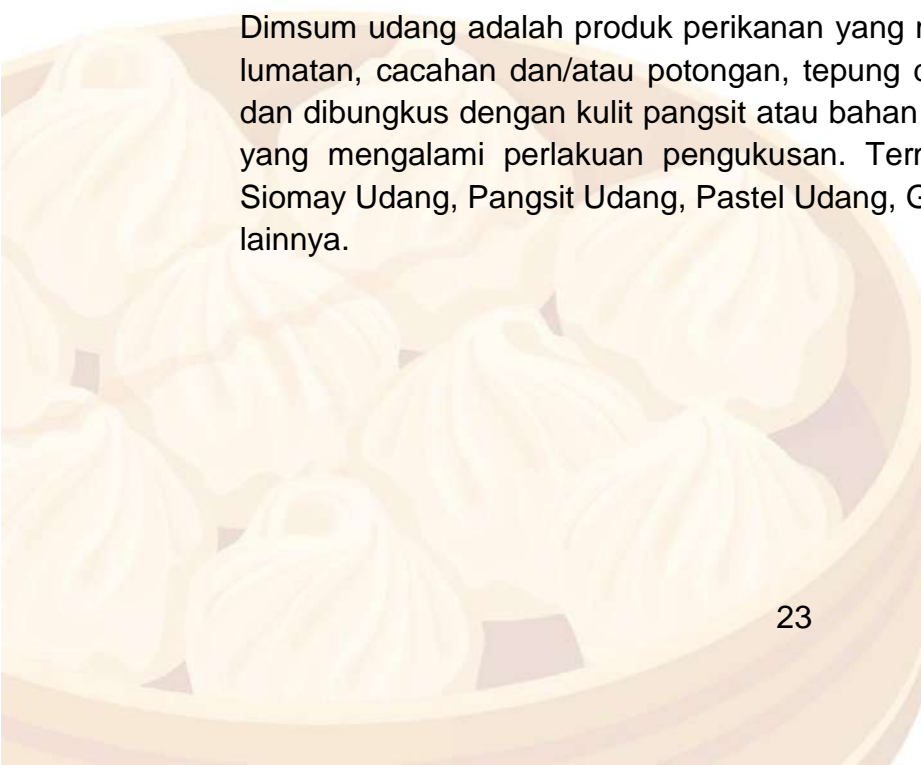 Dimsum udang adalah produk perikanan yang
lumatan, cacahan dan/atau potongan, tepung
dan dibungkus dengan kulit pangsit atau bahan
yang mengalami perlakuan pengukusan.
Siomay Udang, Pangsit Udang, Pastel Udang,
lainnya.
23